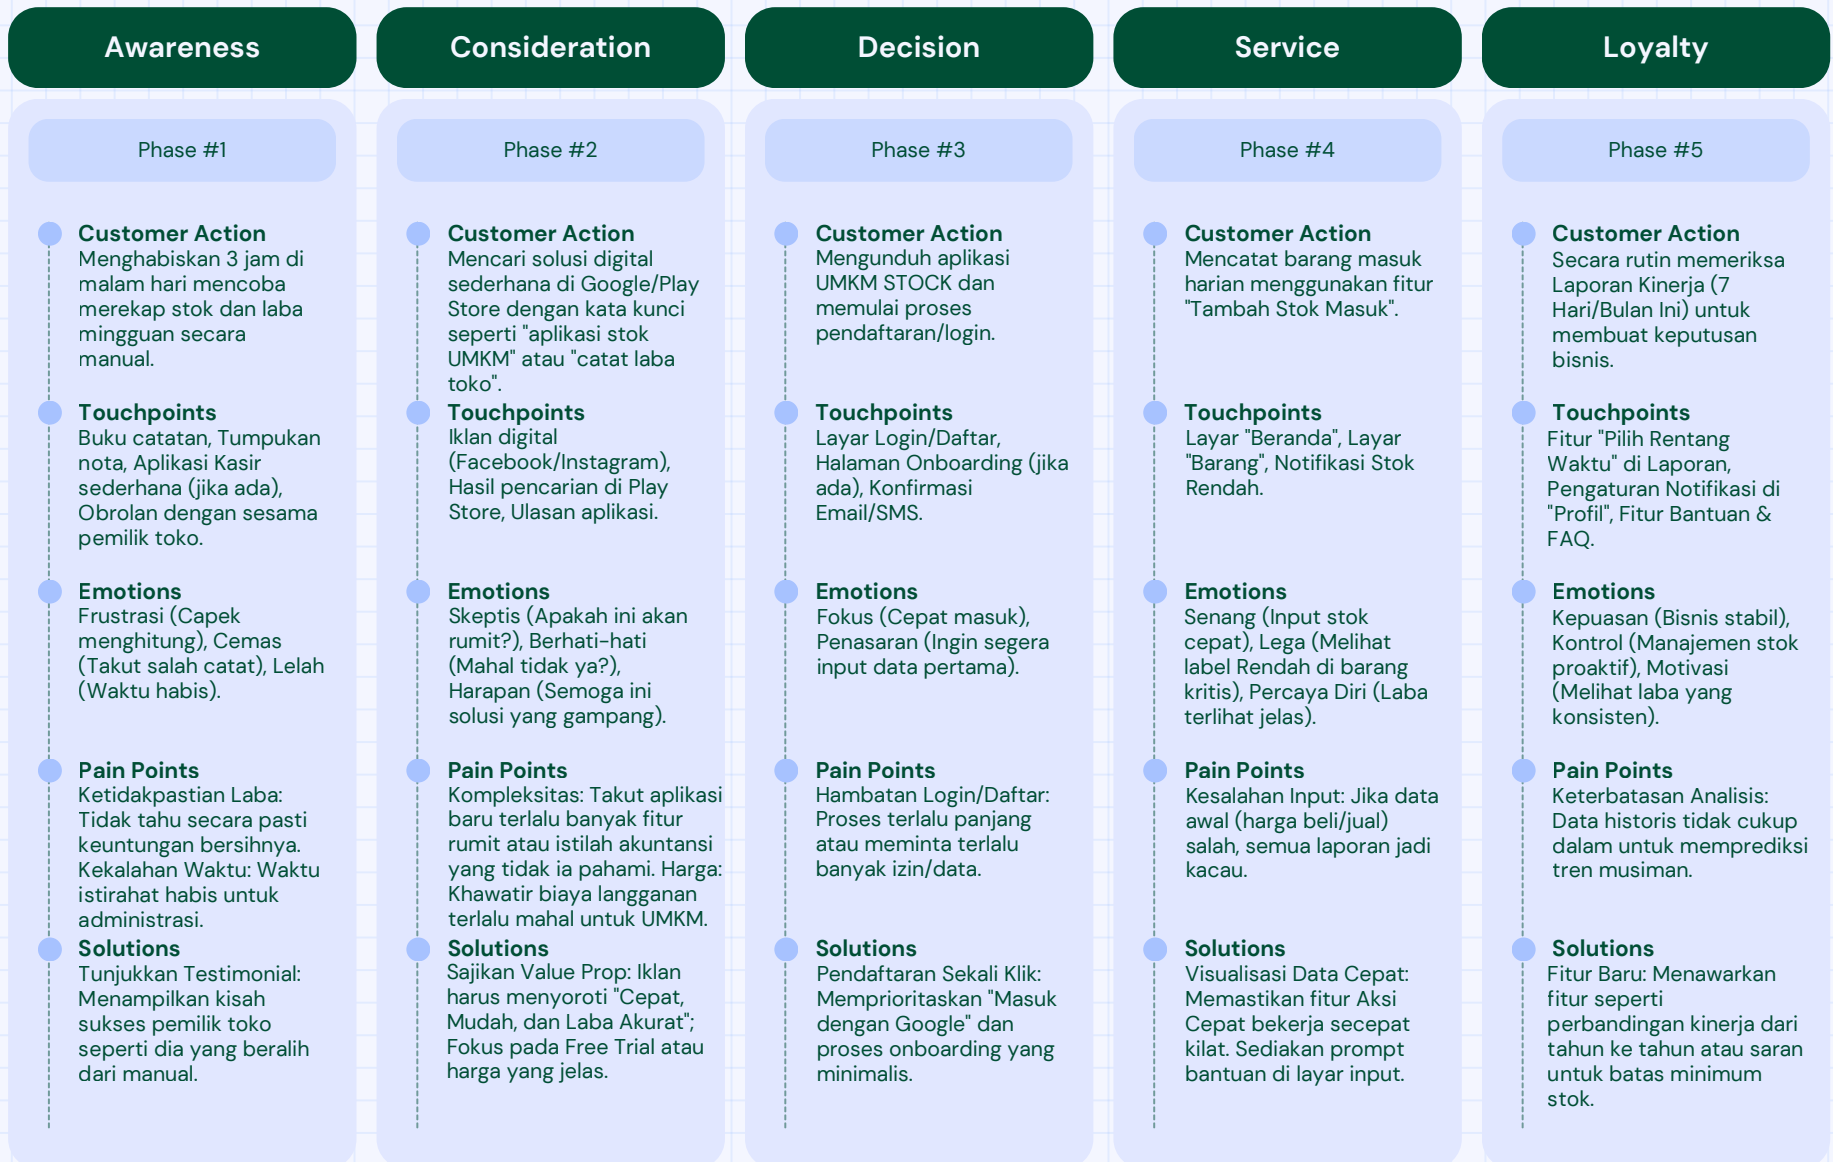 Awareness
Phase #1
Customer Action
Menghabiskan 3 jam di
malam hari mencoba
merekap stok dan laba
mingguan secara
manual.
Touchpoints
Buku catatan, Tumpukan
nota, Aplikasi Kasir
sederhana (jika ada),
Obrolan dengan sesama
pemilik toko.
Emotions
Frustrasi (Capek
menghitung), Cemas
(Takut salah catat), Lelah
(Waktu habis).
Pain Points
Ketidakpastian Laba:
Tidak tahu secara pasti
keuntungan bersihnya.
Kekalahan Waktu: Waktu
istirahat habis untuk
administrasi.
Solutions
Tunjukkan Testimonial:
Menampilkan kisah
sukses pemilik toko
seperti dia yang beralih
dari manual.
Consideration
Phase #2
Customer Action
Mencari solusi digital
sederhana di Google/Play
Store dengan kata kunci
seperti "aplikasi stok
UMKM" atau "catat laba
toko".
Touchpoints
Iklan digital
(Facebook/Instagram),
Hasil pencarian di Play
Store, Ulasan aplikasi.
Emotions
Skeptis (Apakah ini akan
rumit?), Berhati-hati
(Mahal tidak ya?),
Harapan (Semoga ini
solusi yang gampang).
Pain Points
Kompleksitas: Takut aplikasi
baru terlalu banyak fitur
rumit atau istilah akuntansi
yang tidak ia pahami. Harga:
Khawatir biaya langganan
terlalu mahal untuk UMKM.
Solutions
Sajikan Value Prop: Iklan
harus menyoroti "Cepat,
Mudah, dan Laba Akurat";
Fokus pada Free Trial atau
harga yang jelas.
Decision
Phase #3
Customer Action
Mengunduh aplikasi
UMKM STOCK dan
memulai proses
pendaftaran/login.
Touchpoints
Layar Login/Daftar,
Halaman Onboarding (jika
ada), Konfirmasi
Email/SMS.
Emotions
Fokus (Cepat masuk),
Penasaran (Ingin segera
input data pertama).
Pain Points
Hambatan Login/Daftar:
Proses terlalu panjang
atau meminta terlalu
banyak izin/data.
Solutions
Pendaftaran Sekali Klik:
Memprioritaskan "Masuk
dengan Google" dan
proses onboarding yang
minimalis.
Service
Phase #4
Customer Action
Mencatat barang masuk
harian menggunakan fitur
"Tambah Stok Masuk".
Touchpoints
Layar "Beranda", Layar
"Barang", Notifikasi Stok
Rendah.
Emotions
Senang (Input stok
cepat), Lega (Melihat
label Rendah di barang
kritis), Percaya Diri (Laba
terlihat jelas).
Pain Points
Kesalahan Input: Jika data
awal (harga beli/jual)
salah, semua laporan jadi
kacau.
Solutions
Visualisasi Data Cepat:
Memastikan fitur Aksi
Cepat bekerja secepat
kilat. Sediakan prompt
bantuan di layar input.
Loyalty
Phase #5
Customer Action
Secara rutin memeriksa
Laporan Kinerja (7
Hari/Bulan Ini) untuk
membuat keputusan
bisnis.
Touchpoints
Fitur "Pilih Rentang
Waktu" di Laporan,
Pengaturan Notifikasi di
"Profil", Fitur Bantuan &
FAQ.
Emotions
Kepuasan (Bisnis stabil),
Kontrol (Manajemen stok
proaktif), Motivasi
(Melihat laba yang
konsisten).
Pain Points
Keterbatasan Analisis:
Data historis tidak cukup
dalam untuk memprediksi
tren musiman.
Solutions
Fitur Baru: Menawarkan
fitur seperti
perbandingan kinerja dari
tahun ke tahun atau saran
untuk batas minimum
stok.